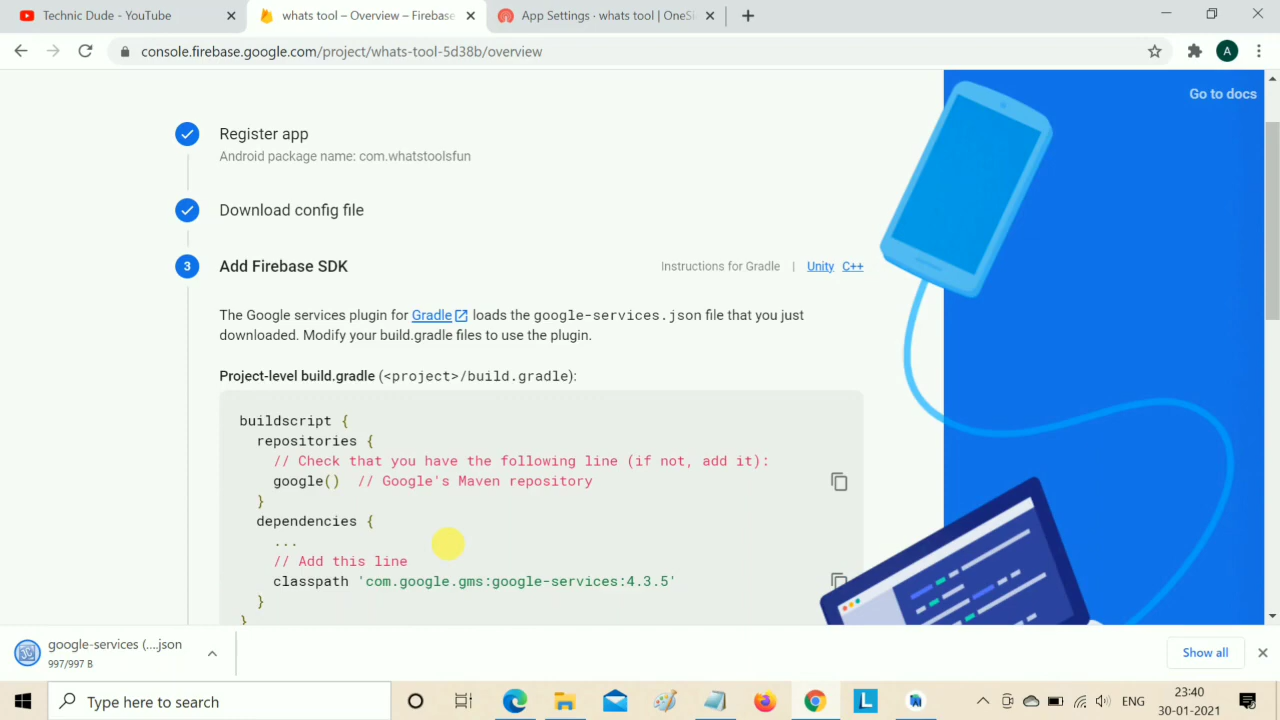 Technic Dude - YouTube
whats tool – Overview – Firebase
App Settings · whats tool | OneSi
console.firebase.google.com/project/whats-tool-5d38b/overview
A
Go to docs
Register app
Android package name: com.whatstoolsfun
Download config file
3 Add Firebase SDK
Instructions for Gradle | Unity C++
The Google services plugin for Gradle loads the google-services.json file that you just
downloaded. Modify your build.gradle files to use the plugin.
Project-level build.gradle (<project>/build.gradle):
buildscript {
repositories {
// Check that you have the following line (if not, add it):
google() // Google's Maven repository
}
dependencies {
...
// Add this line
classpath 'com.google.gms:google-services:4.3.5'
}
}
google-services (....json
997/997 B
Show all
Type here to search
L
ENG
23:40
30-01-2021